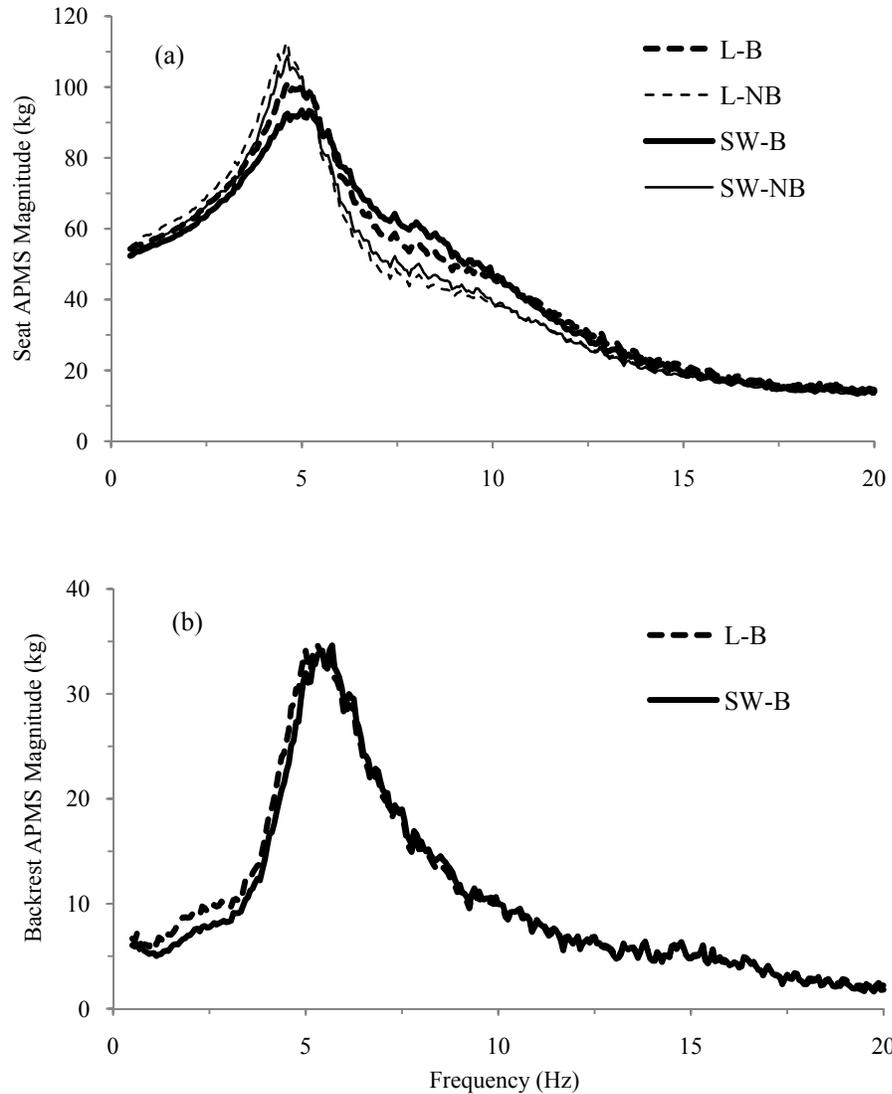 120
100
80
60
40
20
0
Seat APMS Magnitude (kg)
(a)
L-B
L-NB
SW-B
SW-NB
0 5 10 15 20
40
30
20
10
0
Backrest APMS Magnitude (kg)
(b)
L-B
SW-B
0 5 10 15 20
Frequency (Hz)